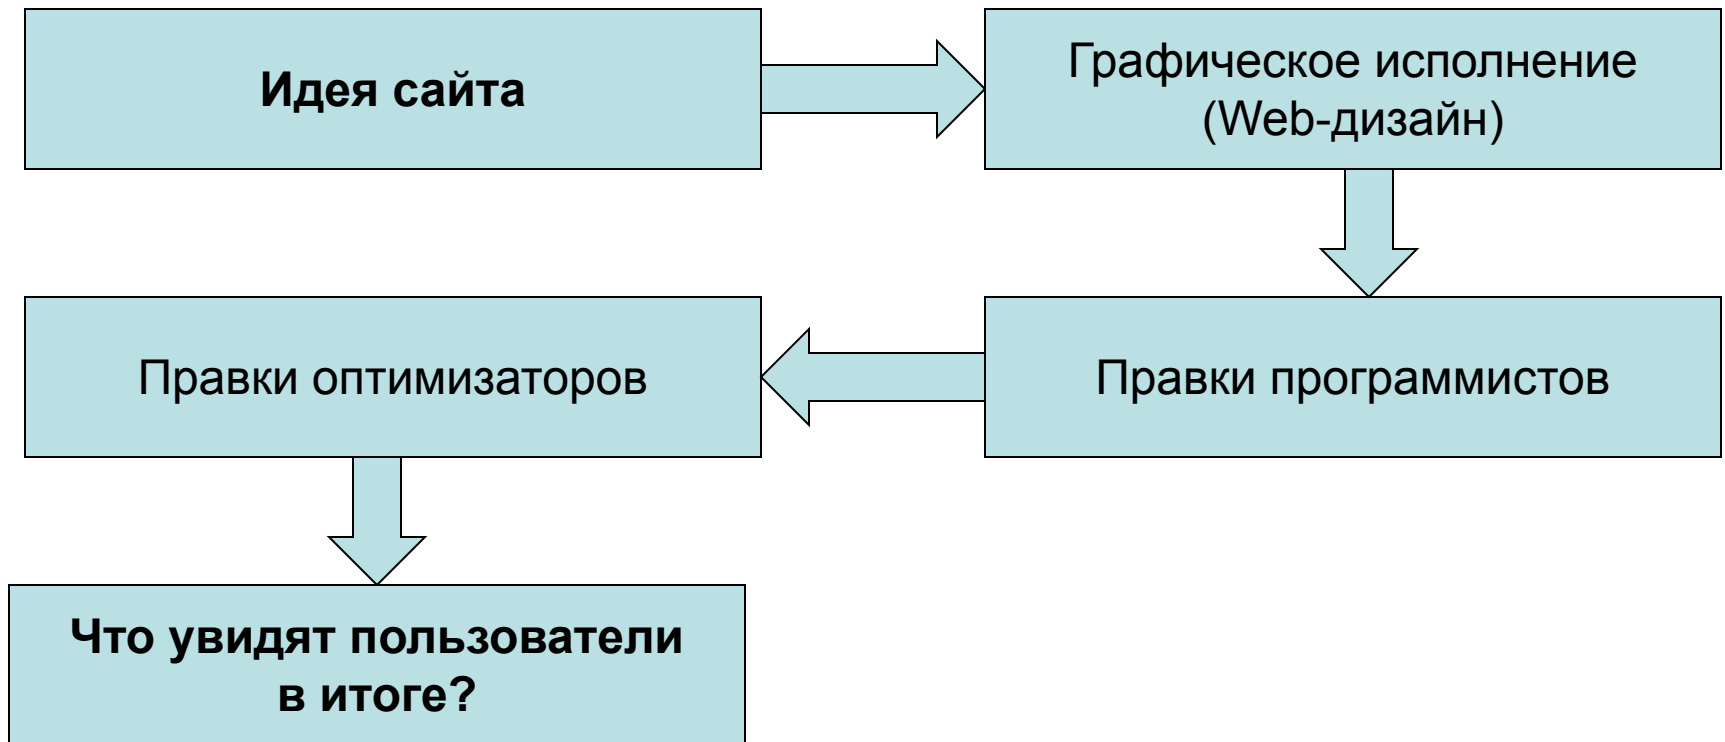 Идея сайта
Графическое исполнение
(Web-дизайн)
Правки программистов
Правки оптимизаторов
Что увидят пользователи
в итоге?